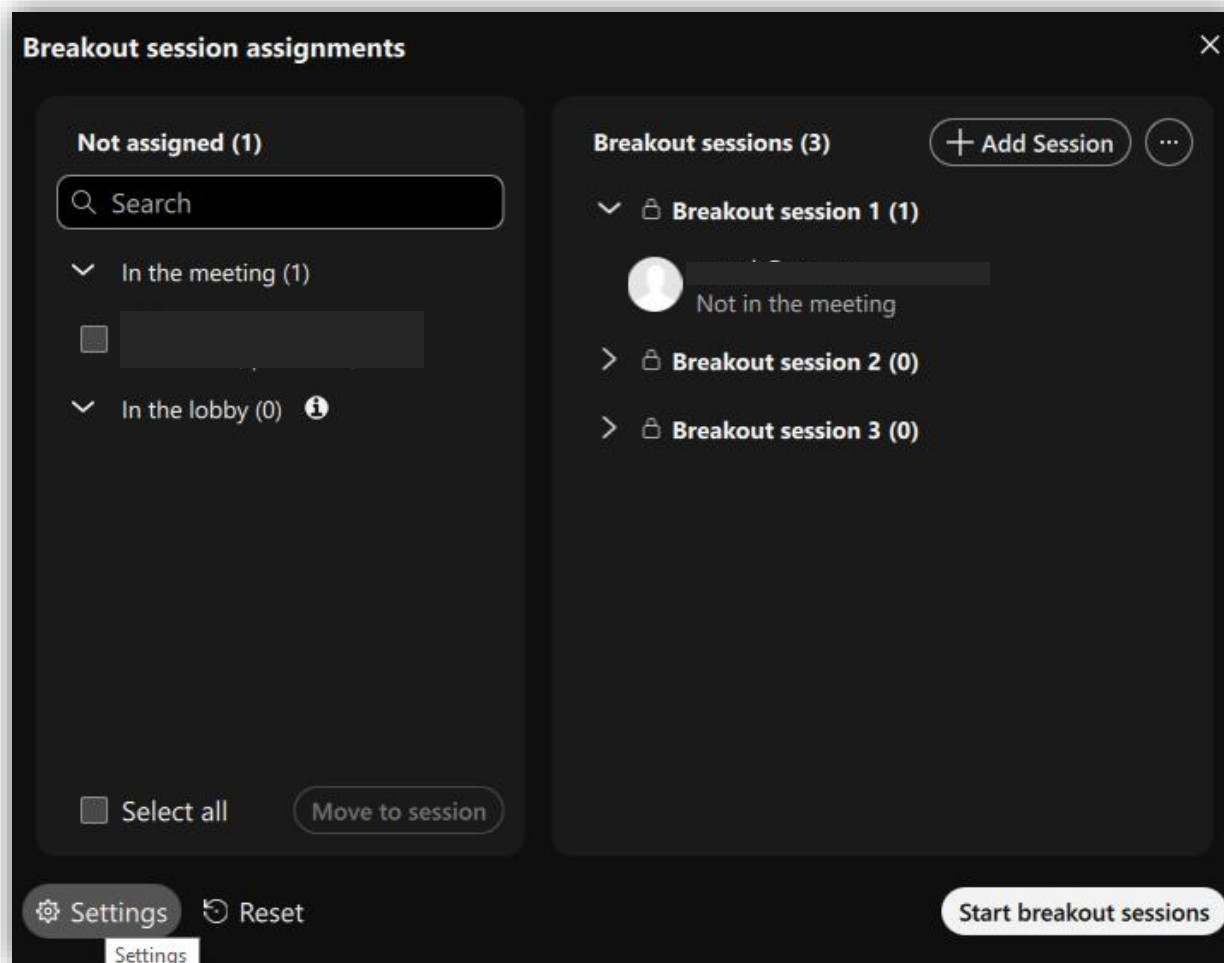 Breakout session assignments
Not assigned (1)
Search
In the meeting (1)
In the lobby (0)
Select all
Move to session
Breakout sessions (3)
Add Session
Breakout session 1 (1)
Not in the meeting
Breakout session 2 (0)
Breakout session 3 (0)
Settings
Reset
Start breakout sessions
Settings